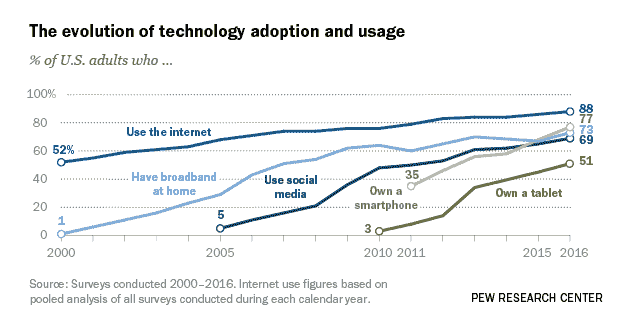 The evolution of technology adoption and usage
% of U.S. adults who ...
100%
80
60
40
20
0
52%
1
5
3
35
Use the internet
Have broadband
at home
Use social
media
Own a
smartphone
Own a tablet
88
77
73
69
51
2000
2005
2010 2011
2015 2016
Source: Surveys conducted 2000–2016. Internet use figures based on
pooled analysis of all surveys conducted during each calendar year.
PEW RESEARCH CENTER